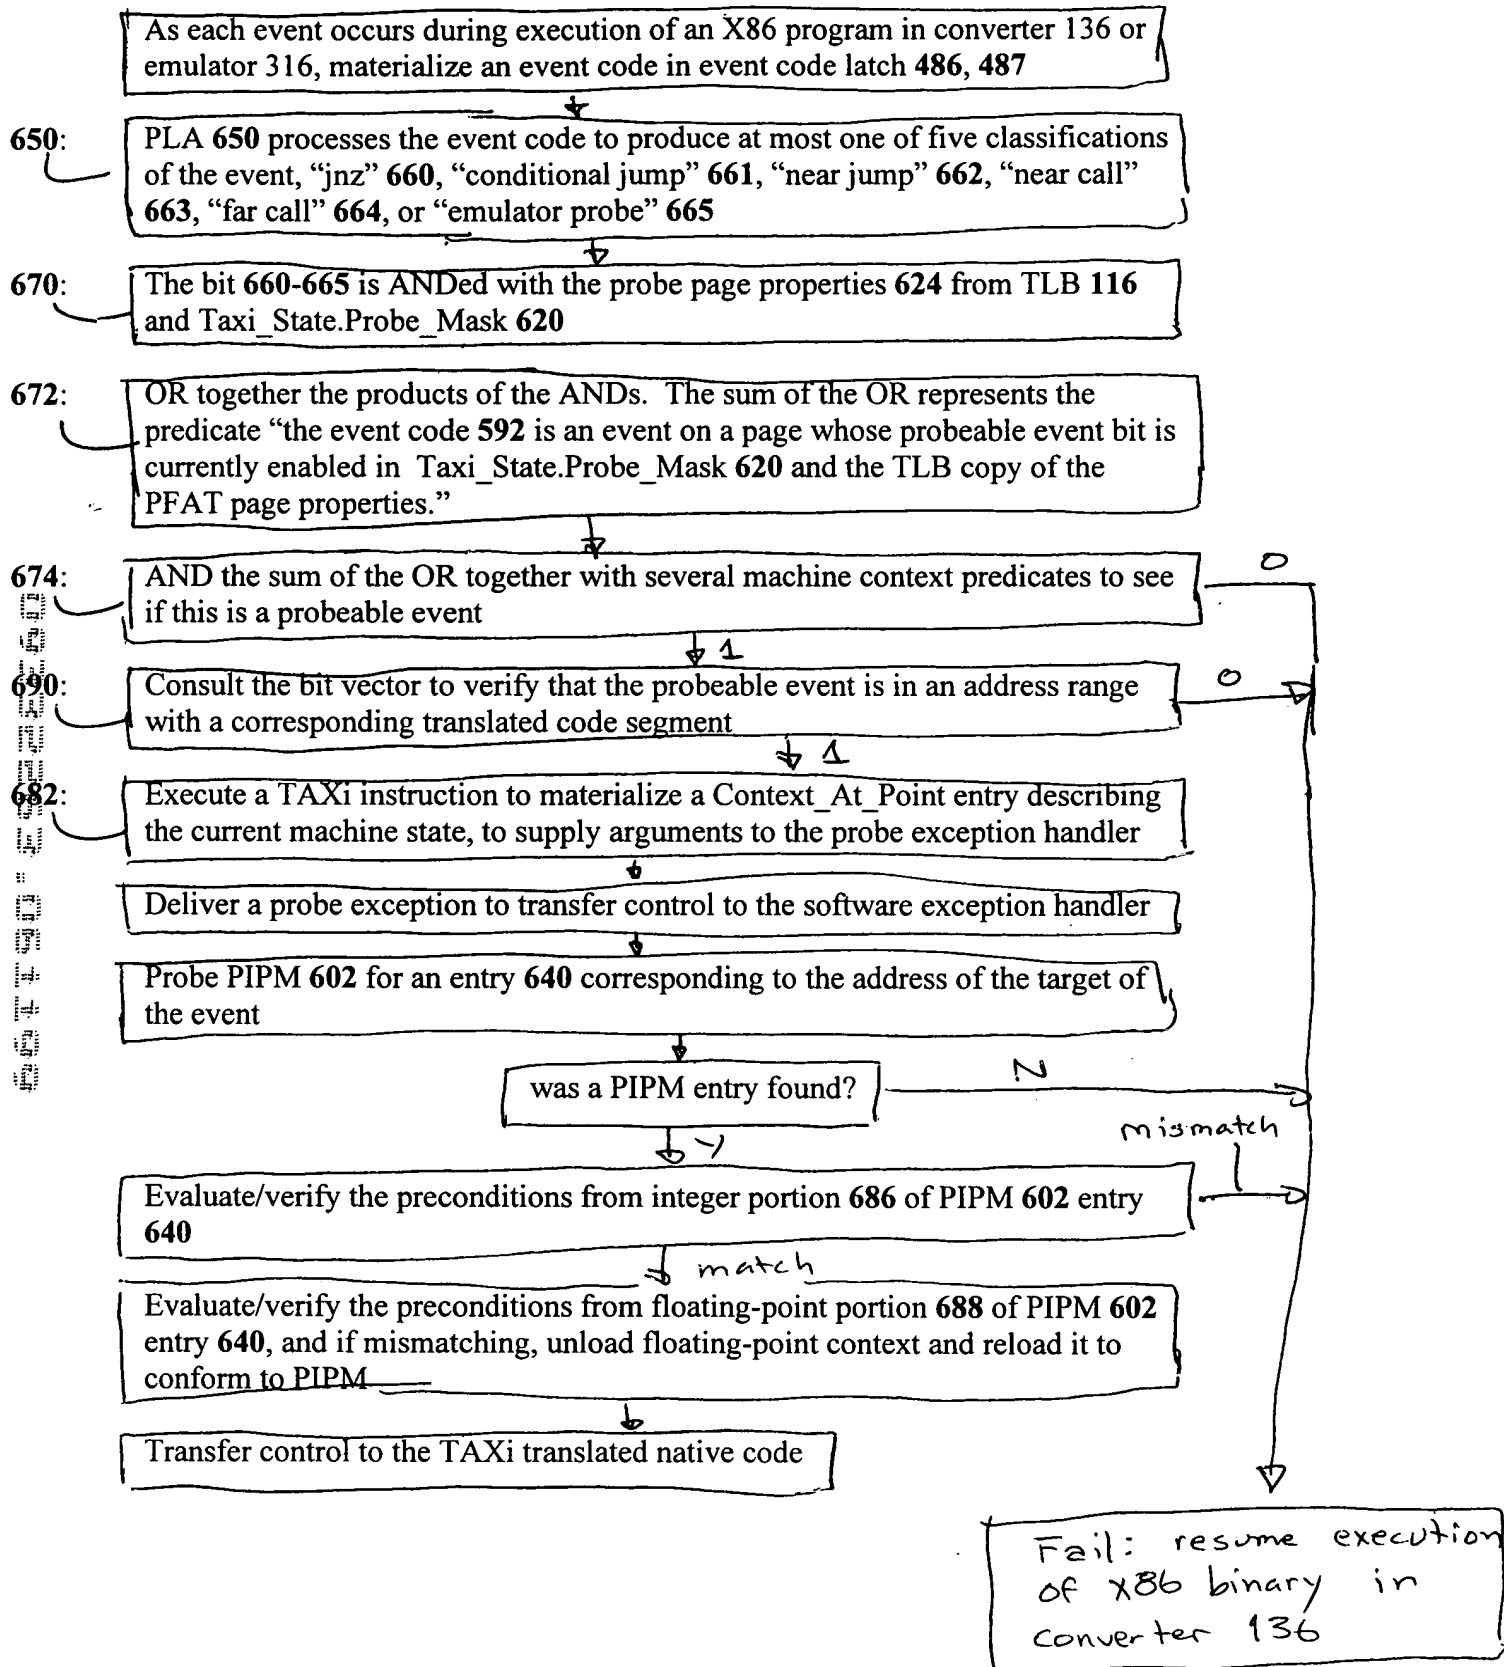 As each event occurs during execution of an X86 program in converter 136 or
emulator 316, materialize an event code in event code latch 486, 487
650:
PLA 650 processes the event code to produce at most one of five classifications
of the event, “jnz” 660, “conditional jump” 661, “near jump” 662, “near call”
663, “far call” 664, or “emulator probe” 665
670:
The bit 660-665 is ANDed with the probe page properties 624 from TLB 116
and Taxi_State.Probe_Mask 620
672:
OR together the products of the ANDs. The sum of the OR represents the
predicate “the event code 592 is an event on a page whose probeable event bit is
currently enabled in Taxi_State.Probe_Mask 620 and the TLB copy of the
PFAT page properties.”
674:
AND the sum of the OR together with several machine context predicates to see
if this is a probeable event
0
1
690:
Consult the bit vector to verify that the probeable event is in an address range
with a corresponding translated code segment
0
1
682:
Execute a TAXi instruction to materialize a Context_At_Point entry describing
the current machine state, to supply arguments to the probe exception handler
Deliver a probe exception to transfer control to the software exception handler
Probe PIPM 602 for an entry 640 corresponding to the address of the target of
the event
was a PIPM entry found?
N
Y
mismatch
Evaluate/verify the preconditions from integer portion 686 of PIPM 602 entry
640
match
Evaluate/verify the preconditions from floating-point portion 688 of PIPM 602
entry 640, and if mismatching, unload floating-point context and reload it to
conform to PIPM
Transfer control to the TAXi translated native code
Fail: resume execution
of X86 binary in
converter 136